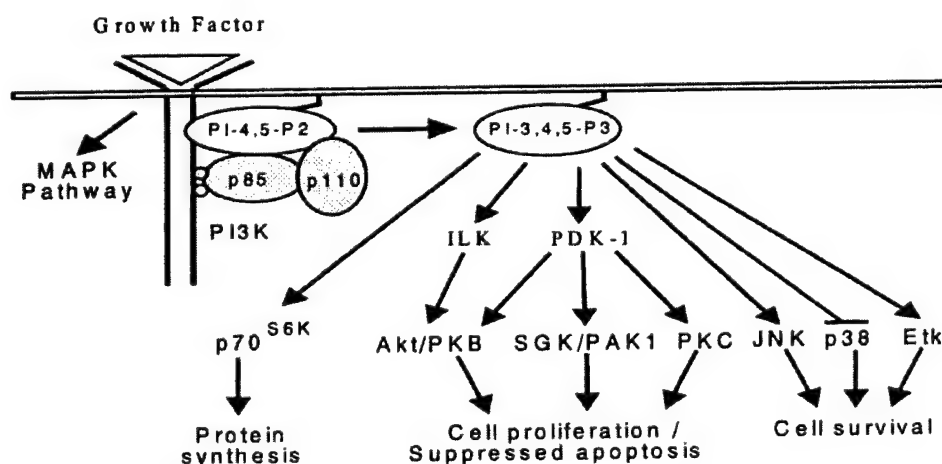 Growth Factor
PI-4,5-P2
PI-3,4,5-P3
MAPK
Pathway
p85
p110
PI3K
ILK
PDK-1
p70 S6K
Akt/PKB
SGK/PAK1
PKC
JNK
p38
Etk
Protein
synthesis
Cell proliferation /
Suppressed apoptosis
Cell survival